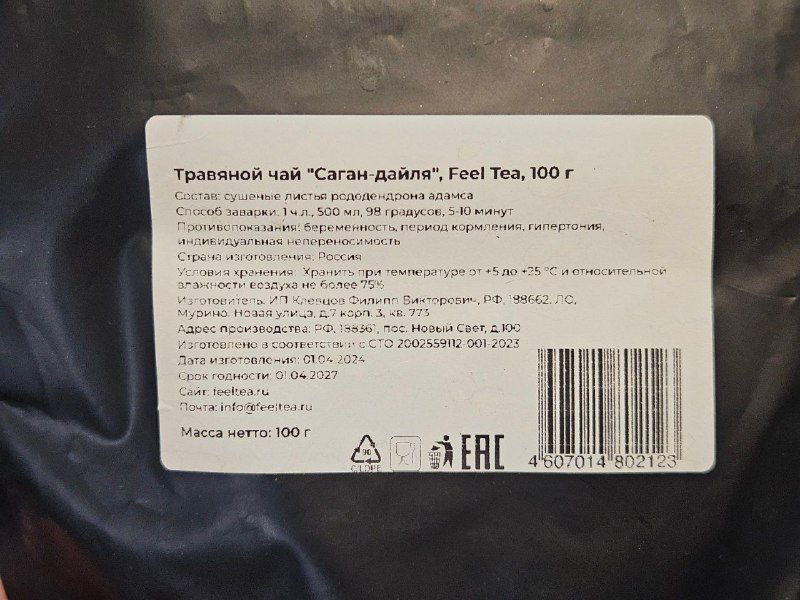 Травяной чай "Саган-дайля", Feel Tea, 100 г
Состав: сушеные листья рододендрона адамса
Способ заварки: 1 ч.л., 500 мл, 98 градусов, 5-10 минут
Противопоказания: беременность, период кормления, гипертония,
индивидуальная непереносимость
Страна изготовления: Россия
Условия хранения: Хранить при температуре от +5 до +25 °С и относительной
влажности воздуха не более 75%
Изготовитель: ИП Клевцов Филипп Викторович, РФ, 188662, ЛО,
Мурино, Новая улица, д.7 корп. 3, кв. 773
Адрес производства: РФ, 188361, пос. Новый Свет, д.100
Изготовлено в соответствии с СТО 2002559112-001-2023
Дата изготовления: 01.04.2024
Срок годности: 01.04.2027
Сайт: feeltea.ru
Почта: info@feeltea.ru
Масса нетто: 100 г
90
C/LDPE
EAC
4 607014 802123